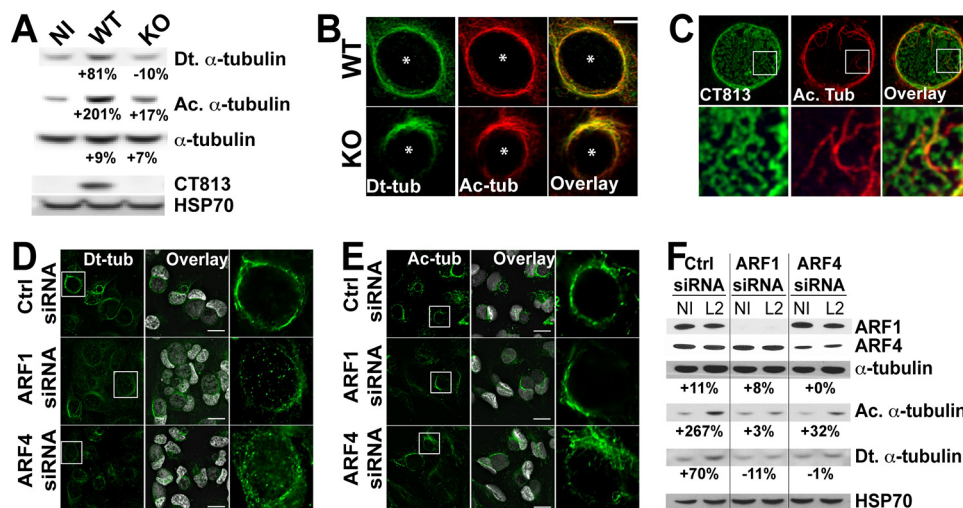 A
NI WT KO
Dt. α-tubulin
+81% -10%
Ac. α-tubulin
+201% +17%
α-tubulin
+9% +7%
CT813
HSP70
B
WT
* * *
KO
* * *
Dt-tub Ac-tub Overlay
C
CT813 Ac. Tub Overlay
D
Dt-tub Overlay
Ctrl siRNA
ARF1 siRNA
ARF4 siRNA
E
Ac-tub Overlay
Ctrl siRNA
ARF1 siRNA
ARF4 siRNA
F
Ctrl ARF1 ARF4
siRNA siRNA siRNA
NI L2 NI L2 NI L2
ARF1
ARF4
α-tubulin
+11% +8% +0%
Ac. α-tubulin
+267% +3% +32%
Dt. α-tubulin
+70% -11% -1%
HSP70